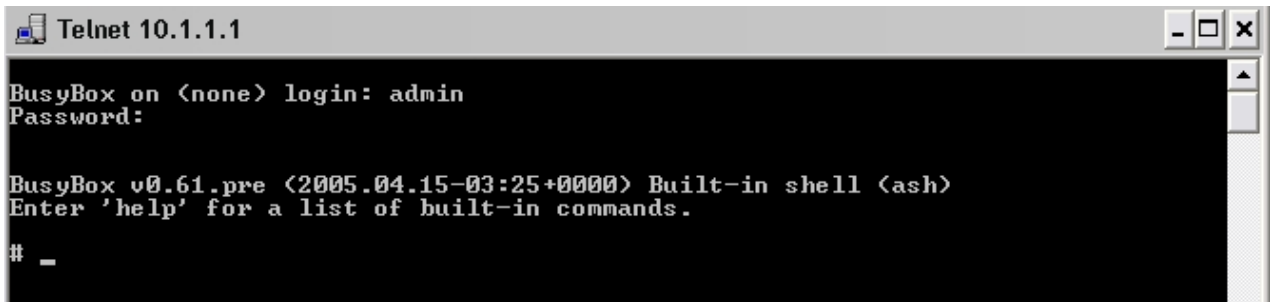 Telnet 10.1.1.1
BusyBox on (none) login: admin
Password:
BusyBox v0.61.pre (2005.04.15-03:25+0000) Built-in shell (ash)
Enter 'help' for a list of built-in commands.
# _